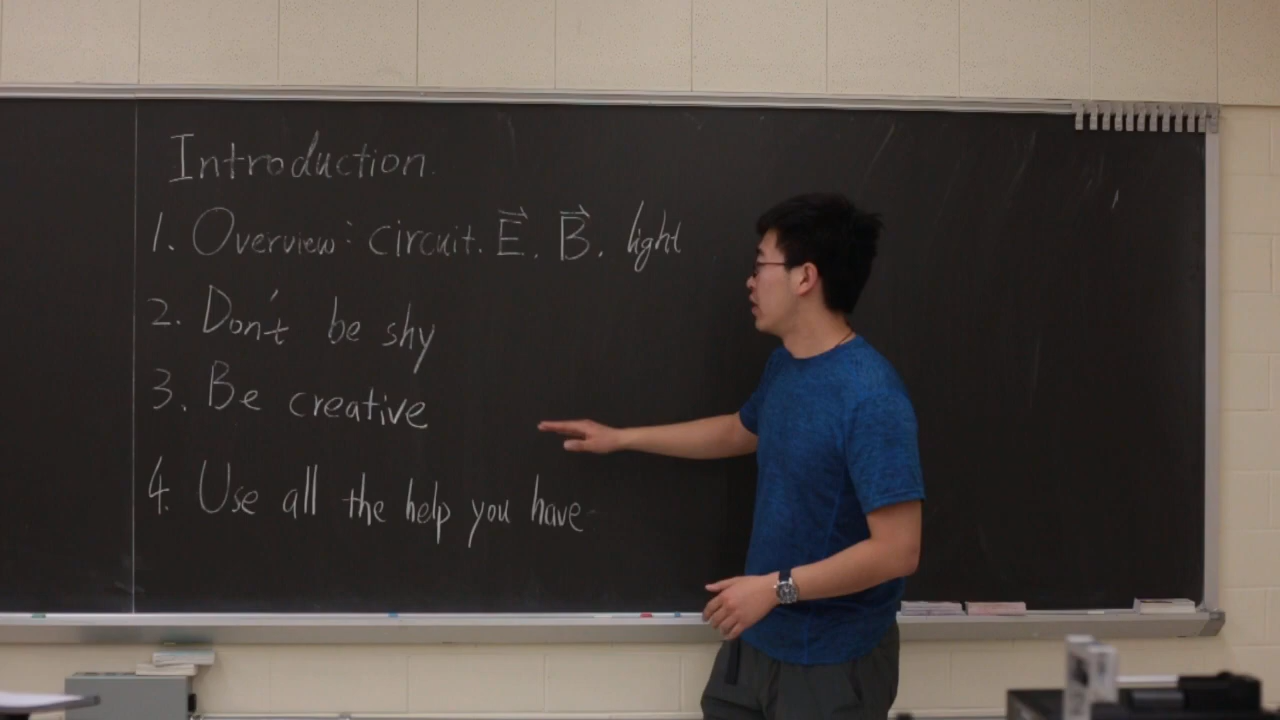 Introduction.
1. Overview: circuit. E⃗. B⃗. light
2. Don't be shy
3. Be creative
4. Use all the help you have